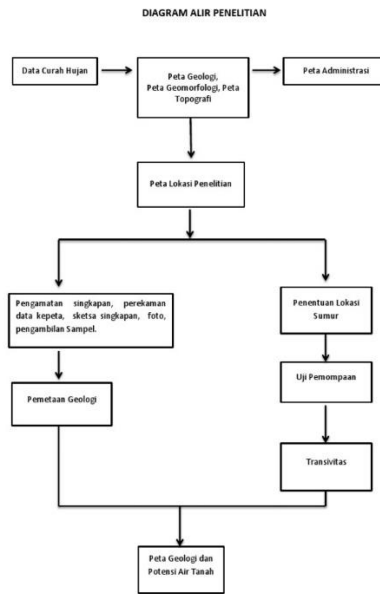 DIAGRAM ALIR PENELITIAN
Data Curah Hujan
Peta Geologi,
Peta Geomorfologi, Peta
Topografi
Peta Administrasi
Peta Lokasi Penelitian
Pengamatan singkapan, perekaman
data kepeta, sketsa singkapan, foto,
pengambilan Sampel.
Penentuan Lokasi
Sumur
Pemetaan Geologi
Uji Pemompaan
Transivitas
Peta Geologi dan
Potensi Air Tanah